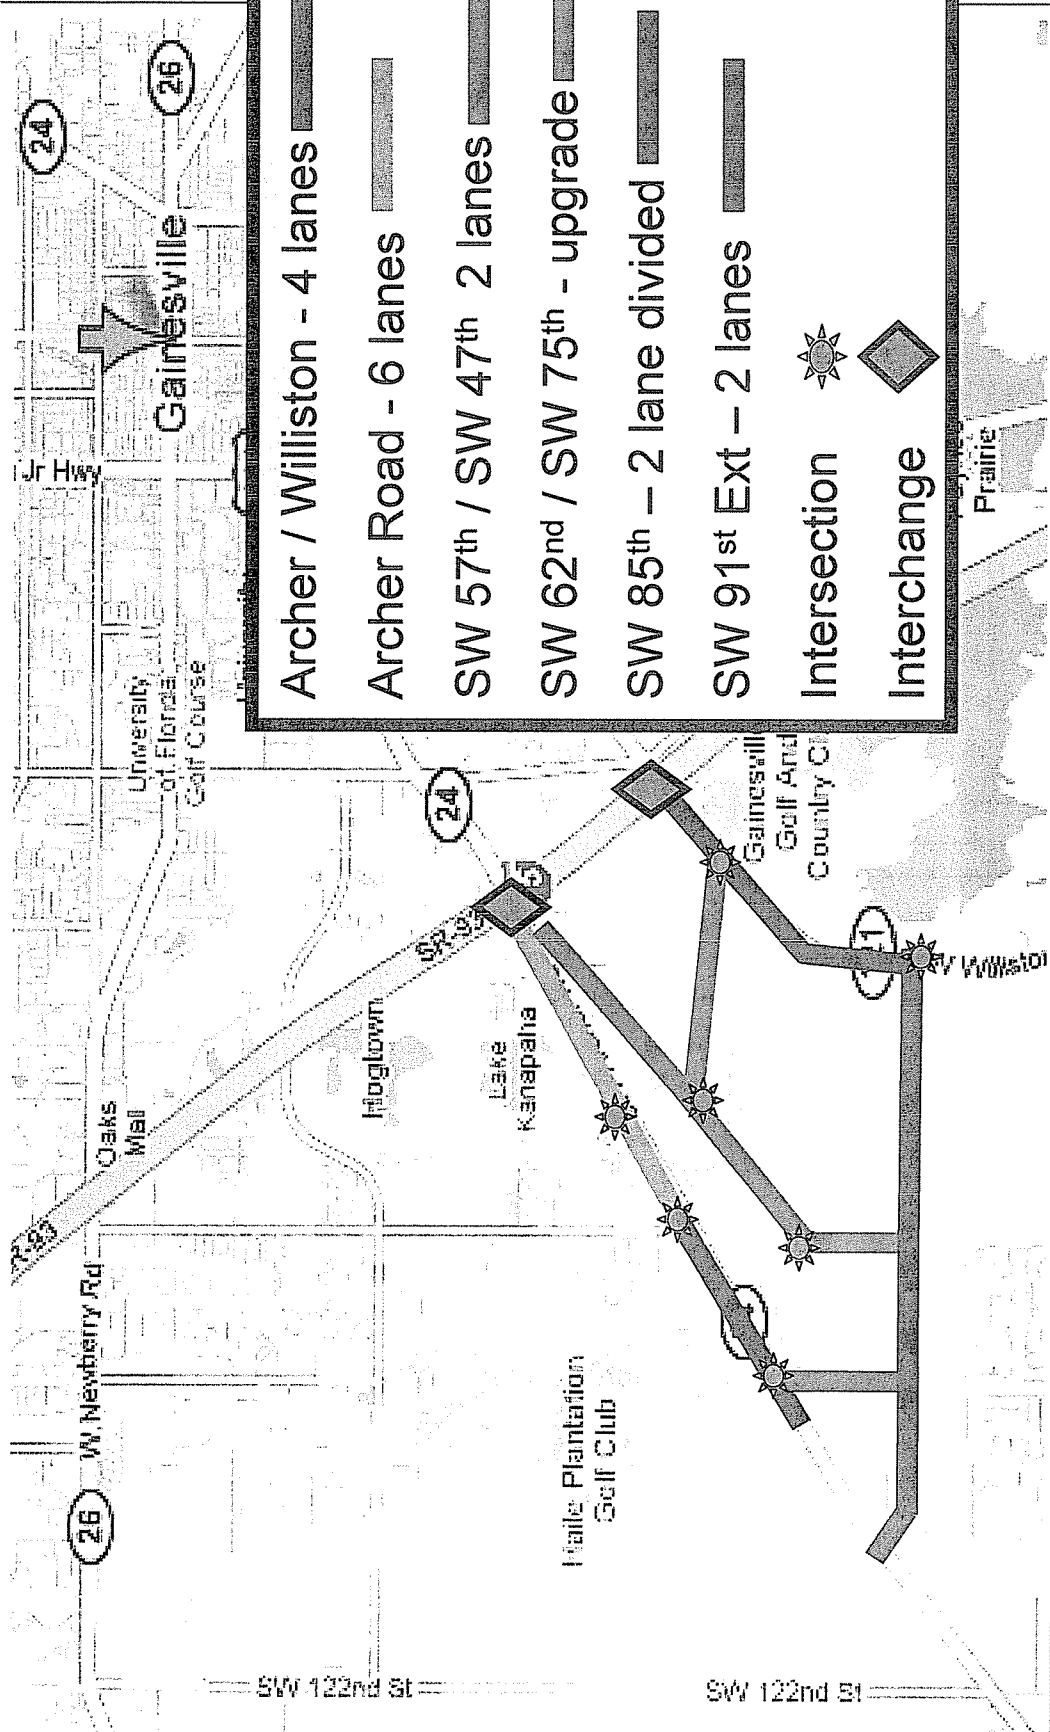 24
26
Gainesville
Jr Hwy
University
of Florida
Golf Course
24
Oaks
Mall
W. Newberry Rd
26
Hogtown
Lake
Kanapaha
Haile Plantation
Golf Club
SW 122nd St
SW 122nd St
Golf And
Prairie
Archer / Williston - 4 lanes
Archer Road - 6 lanes
SW 57th / SW 47th 2 lanes
SW 62nd / SW 75th - upgrade
SW 85th – 2 lane divided
SW 91st Ext – 2 lanes
Intersection
Interchange